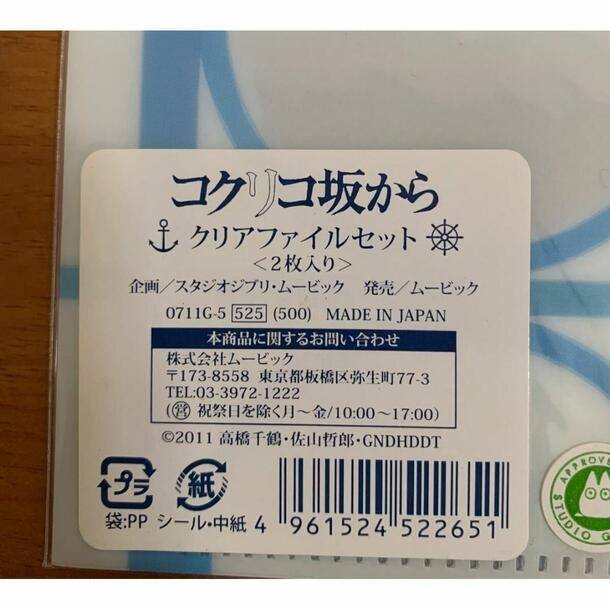 コクリコ坂から
クリアファイルセット
<2枚入り>
企画/スタジオジブリ・ムービック 発売/ムービック
0711G-5 525 (500) MADE IN JAPAN
本商品に関するお問い合わせ
株式会社ムービック
〒173-8558 東京都板橋区弥生町77-3
TEL:03-3972-1222
(営 祝祭日を除く月~金/10:00~17:00)
©2011 高橋千鶴・佐山哲郎・GNDHDDT
プラ 紙
袋:PP シール・中紙 4 961524 522651
APPROVE
STUDIO G